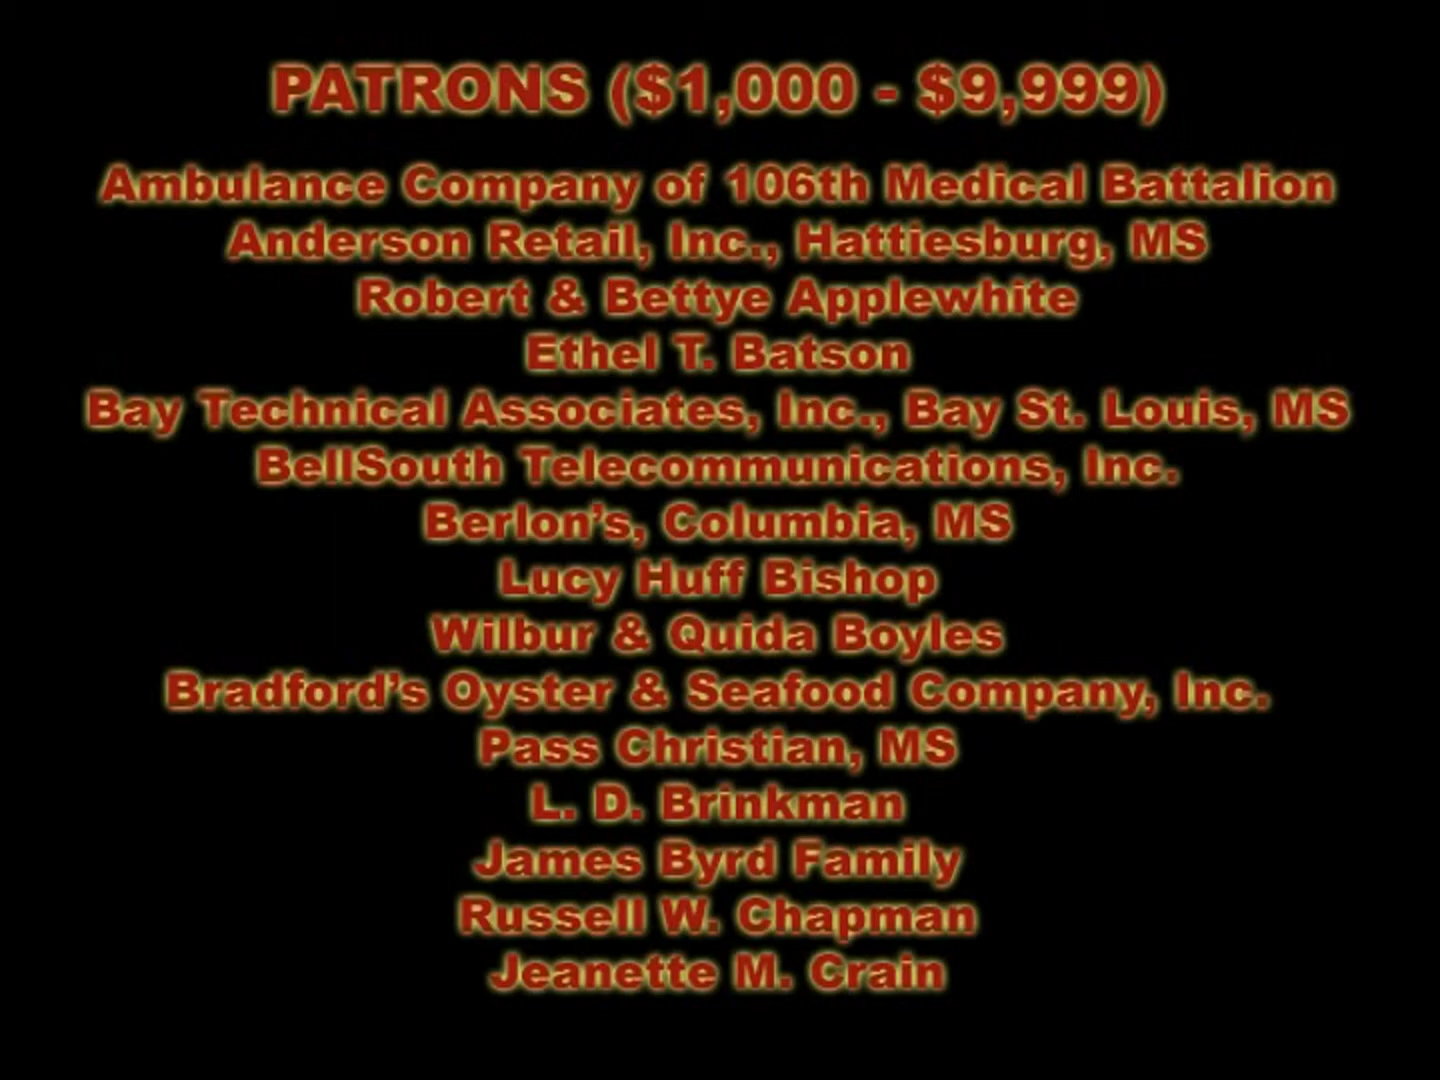 PATRONS ($1,000 - $9,999)
Ambulance Company of 106th Medical Battalion
Anderson Retail, Inc., Hattiesburg, MS
Robert & Bettye Applewhite
Ethel T. Batson
Bay Technical Associates, Inc., Bay St. Louis, MS
BellSouth Telecommunications, Inc.
Berlon’s, Columbia, MS
Lucy Huff Bishop
Wilbur & Quida Boyles
Bradford’s Oyster & Seafood Company, Inc.
Pass Christian, MS
L. D. Brinkman
James Byrd Family
Russell W. Chapman
Jeanette M. Crain